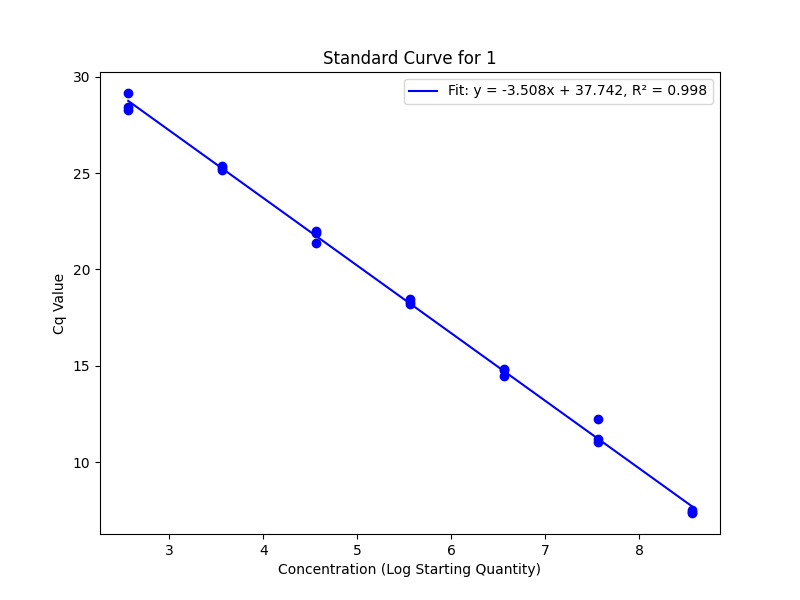 Standard Curve for 1
Fit: y = -3.508x + 37.742, R² = 0.998
30
25
20
15
10
Cq Value
3 4 5 6 7 8
Concentration (Log Starting Quantity)